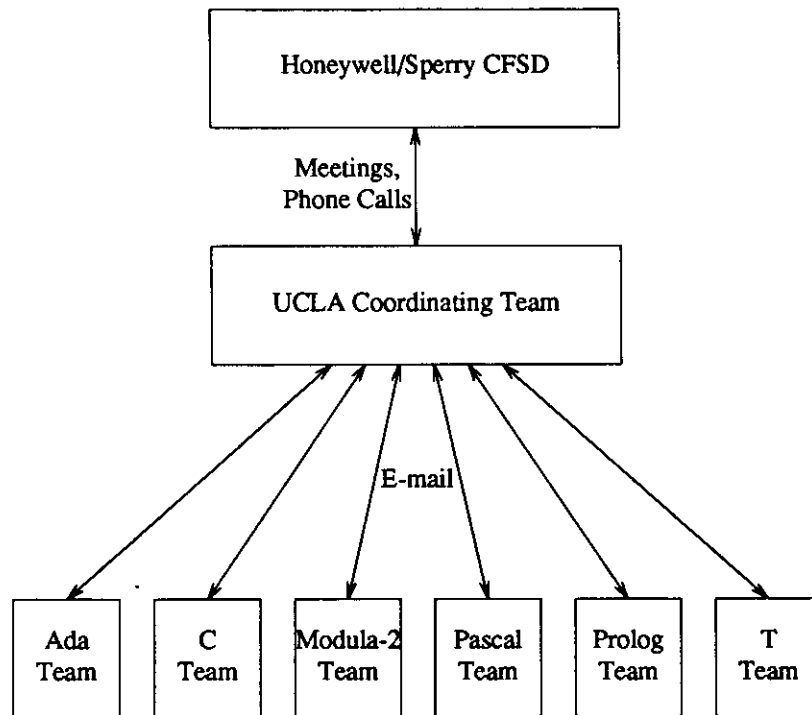 Honeywell/Sperry CFSD
Meetings,
Phone Calls
UCLA Coordinating Team
E-mail
Ada
Team
C
Team
Modula-2
Team
Pascal
Team
Prolog
Team
T
Team